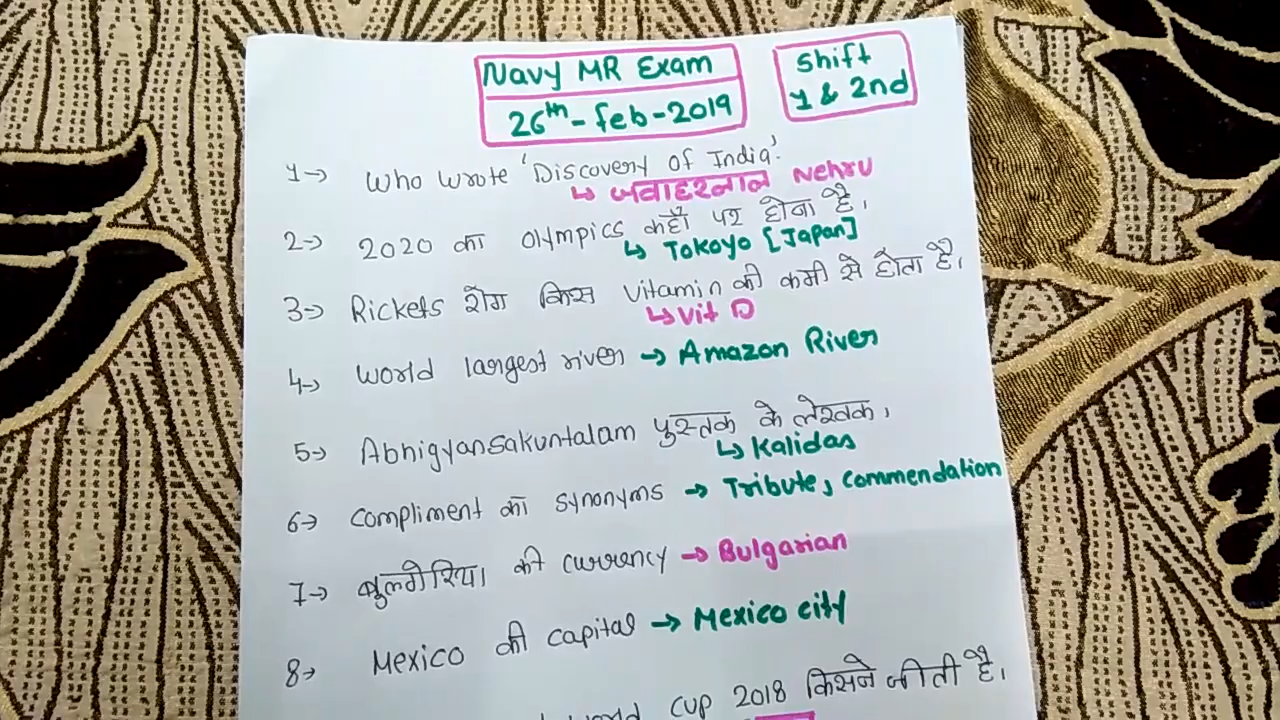 Navy MR Exam
26th - Feb - 2019
Shift
1 & 2nd
1→ Who wrote 'Discovery of India'.
↳ जवाहरलाल Nehru
2→ 2020 का Olympics कहाँ पर होना है।
↳ Tokoyo [Japan]
3→ Rickets रोग किस Vitamin की कमी से होता है।
↳ Vit D
4→ World largest river → Amazon River
5→ Abhigyansakuntalam पुस्तक के लेखक।
↳ Kalidas
6→ Compliment का synonyms → Tribute, Commendation
7→ बुल्गेरिया की currency → Bulgarian
8→ Mexico की capital → Mexico city
world cup 2018 किसने जीती है।